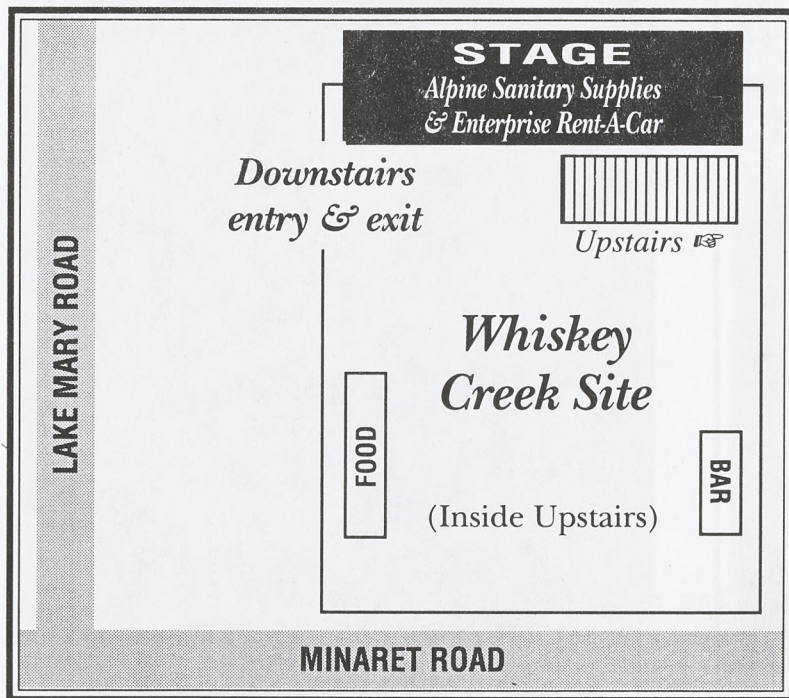 STAGE
Alpine Sanitary Supplies
& Enterprise Rent-A-Car
Downstairs
entry & exit
Upstairs ☞
Whiskey
Creek Site
LAKE MARY ROAD
FOOD
BAR
(Inside Upstairs)
MINARET ROAD